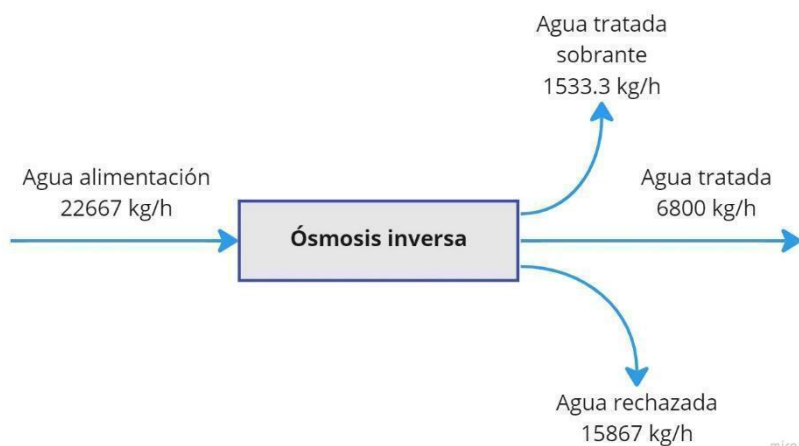 Agua tratada
sobrante
1533.3 kg/h
Agua alimentación
22667 kg/h
Agua tratada
6800 kg/h
Ósmosis inversa
Agua rechazada
15867 kg/h
miro